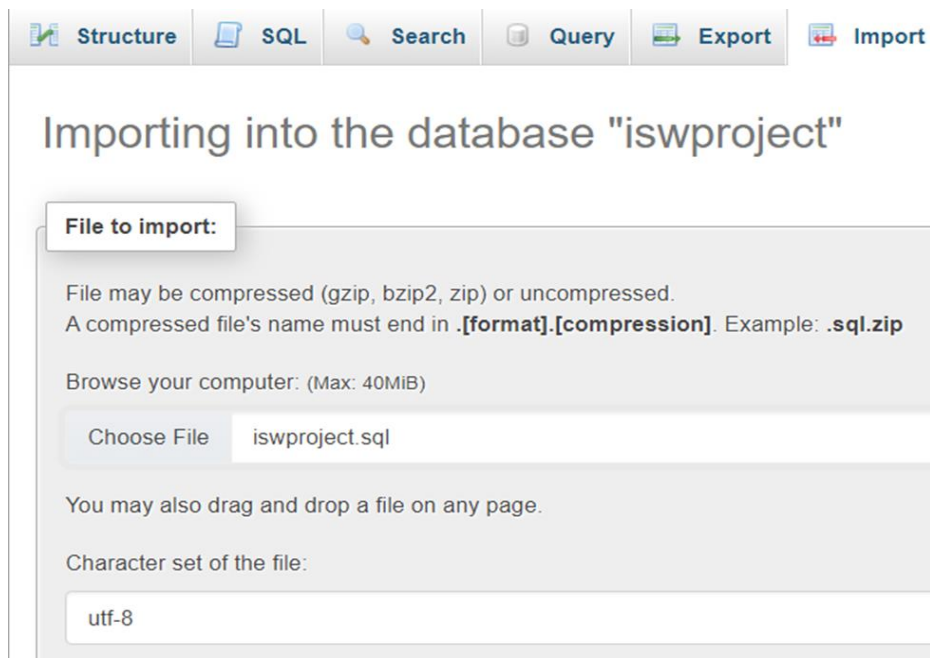 Structure SQL Search Query Export Import
Importing into the database "iswproject"
File to import:
File may be compressed (gzip, bzip2, zip) or uncompressed.
A compressed file's name must end in .[format].[compression]. Example: .sql.zip
Browse your computer: (Max: 40MiB)
Choose File iswproject.sql
You may also drag and drop a file on any page.
Character set of the file:
utf-8